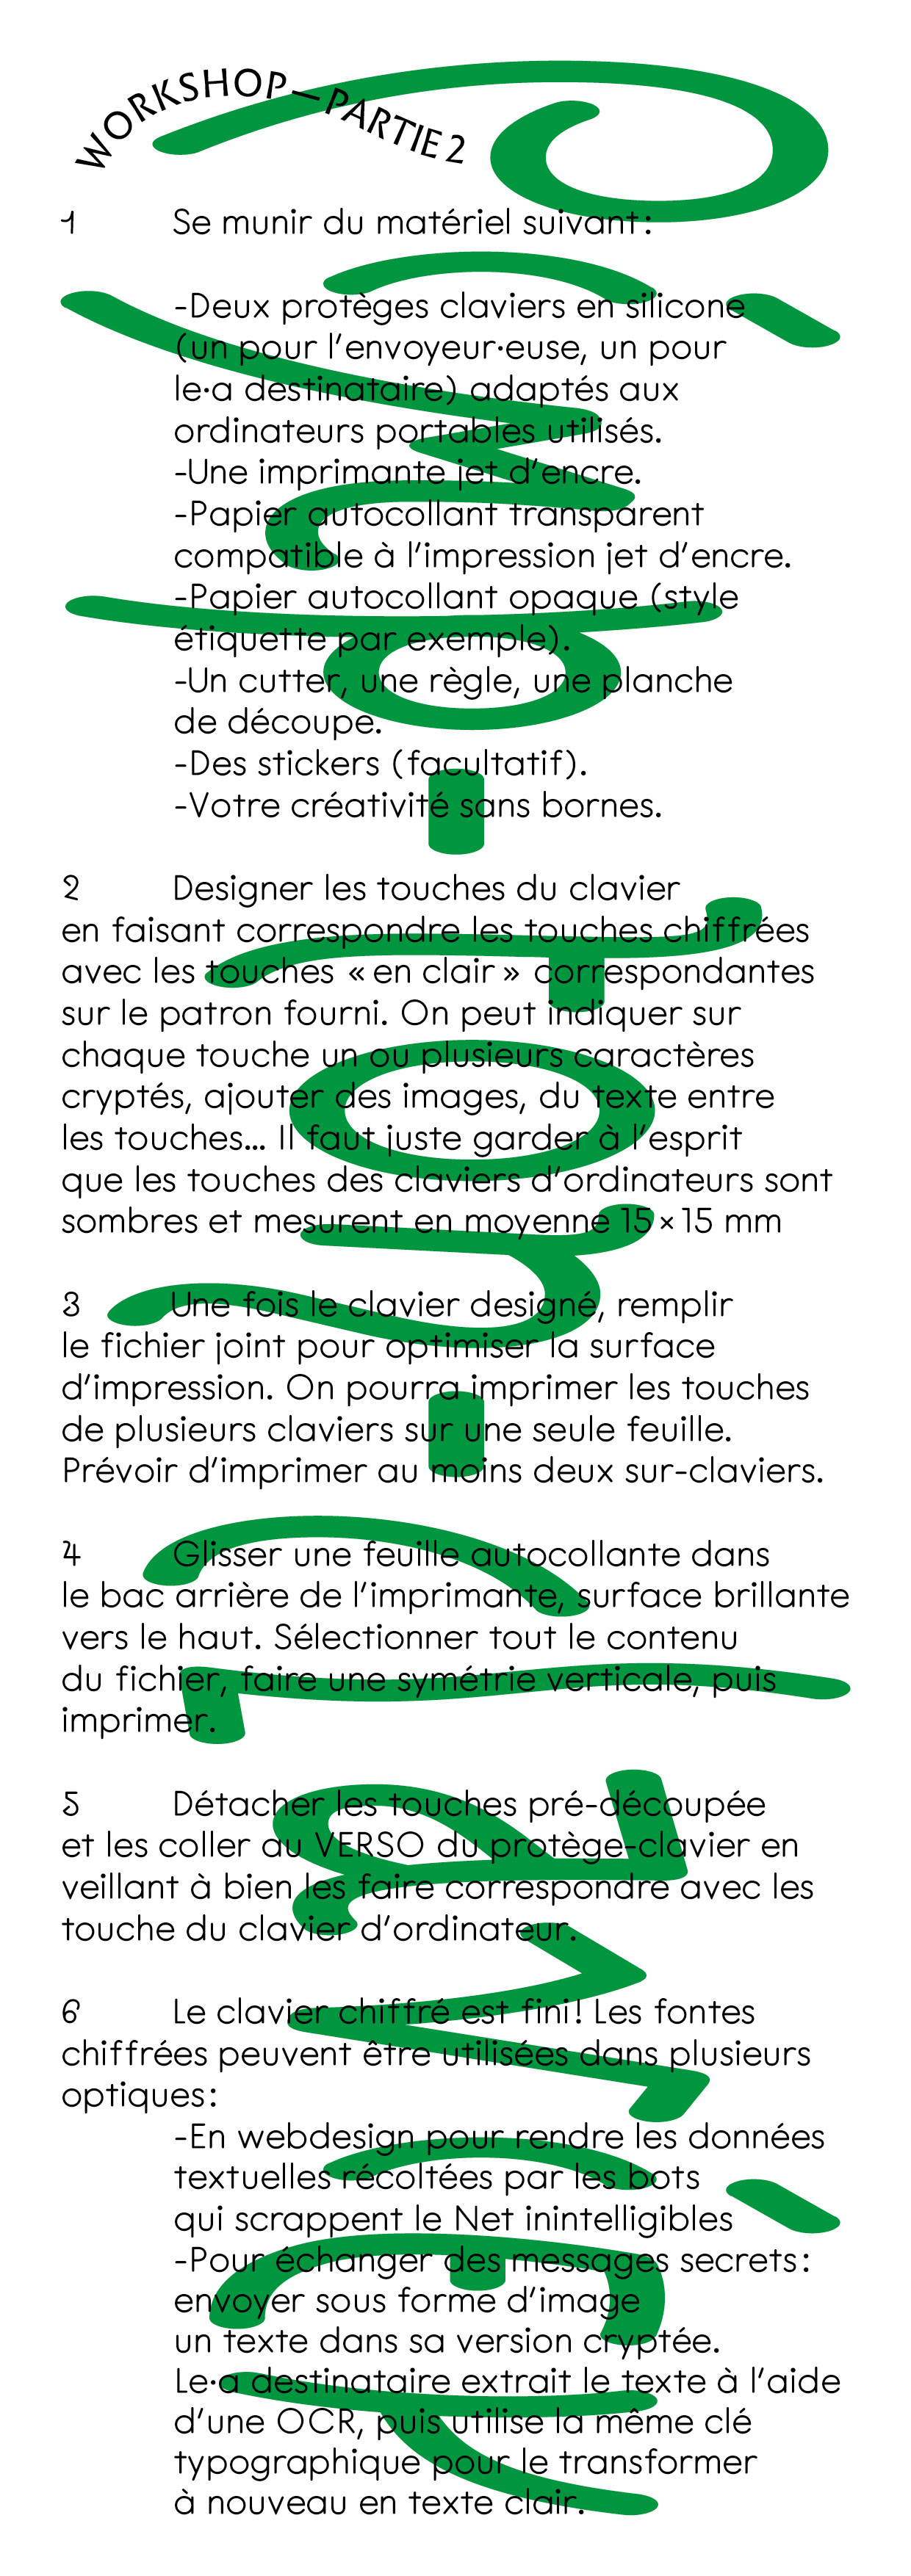 WORKSHOP—PARTIE 2
1 Se munir du matériel suivant :
-Deux protèges claviers en silicone
(un pour l’envoyeur·euse, un pour
le·a destinataire) adaptés aux
ordinateurs portables utilisés.
-Une imprimante jet d’encre.
-Papier autocollant transparent
compatible à l’impression jet d’encre.
-Papier autocollant opaque (style
étiquette par exemple).
-Un cutter, une règle, une planche
de découpe.
-Des stickers (facultatif).
-Votre créativité sans bornes.
2 Designer les touches du clavier
en faisant correspondre les touches chiffrées
avec les touches « en clair » correspondantes
sur le patron fourni. On peut indiquer sur
chaque touche un ou plusieurs caractères
cryptés, ajouter des images, du texte entre
les touches... Il faut juste garder à l’esprit
que les touches des claviers d’ordinateurs sont
sombres et mesurent en moyenne 15 × 15 mm
3 Une fois le clavier designé, remplir
le fichier joint pour optimiser la surface
d’impression. On pourra imprimer les touches
de plusieurs claviers sur une seule feuille.
Prévoir d’imprimer au moins deux sur-claviers.
4 Glisser une feuille autocollante dans
le bac arrière de l’imprimante, surface brillante
vers le haut. Sélectionner tout le contenu
du fichier, faire une symétrie verticale, puis
imprimer.
5 Détacher les touches pré-découpée
et les coller au VERSO du protège-clavier en
veillant à bien les faire correspondre avec les
touche du clavier d’ordinateur.
6 Le clavier chiffré est fini ! Les fontes
chiffrées peuvent être utilisées dans plusieurs
optiques :
-En webdesign pour rendre les données
textuelles récoltées par les bots
qui scrappent le Net inintelligibles
-Pour échanger des messages secrets :
envoyer sous forme d’image
un texte dans sa version cryptée.
Le·a destinataire extrait le texte à l’aide
d’une OCR, puis utilise la même clé
typographique pour le transformer
à nouveau en texte clair.